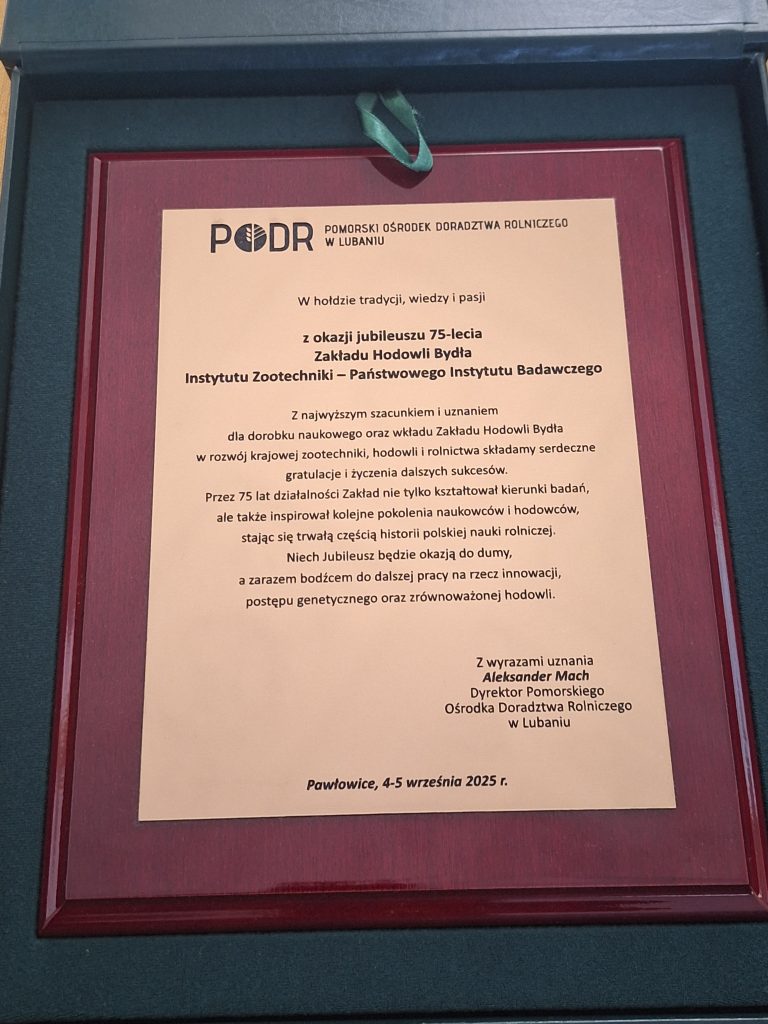 PODR
POMORSKI OŚRODEK DORADZTWA ROLNICZEGO
W LUBANIU
W hołdzie tradycji, wiedzy i pasji
z okazji jubileuszu 75-lecia
Zakładu Hodowli Bydła
Instytutu Zootechniki – Państwowego Instytutu Badawczego
Z najwyższym szacunkiem i uznaniem
dla dorobku naukowego oraz wkładu Zakładu Hodowli Bydła
w rozwój krajowej zootechniki, hodowli i rolnictwa składamy serdeczne
gratulacje i życzenia dalszych sukcesów.
Przez 75 lat działalności Zakład nie tylko kształtował kierunki badań,
ale także inspirował kolejne pokolenia naukowców i hodowców,
stając się trwałą częścią historii polskiej nauki rolniczej.
Niech Jubileusz będzie okazją do dumy,
a zarazem bodźcem do dalszej pracy na rzecz innowacji,
postępu genetycznego oraz zrównoważonej hodowli.
Z wyrazami uznania
Aleksander Mach
Dyrektor Pomorskiego
Ośrodka Doradztwa Rolniczego
w Lubaniu
Pawłowice, 4-5 września 2025 r.